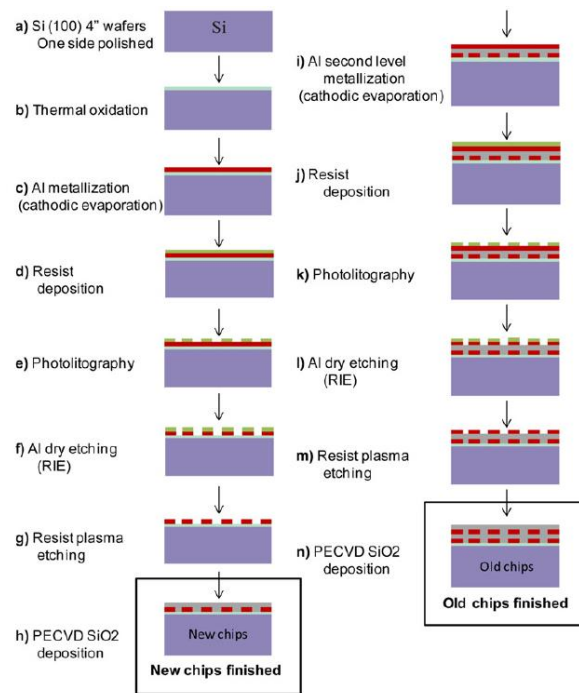 a) Si (100) 4" wafers
One side polished
Si
b) Thermal oxidation
c) Al metallization
(cathodic evaporation)
d) Resist
deposition
e) Photolitography
f) Al dry etching
(RIE)
g) Resist plasma
etching
h) PECVD SiO2
deposition
New chips
New chips finished
i) Al second level
metallization
(cathodic evaporation)
j) Resist
deposition
k) Photolitography
l) Al dry etching
(RIE)
m) Resist plasma
etching
n) PECVD SiO2
deposition
Old chips
Old chips finished